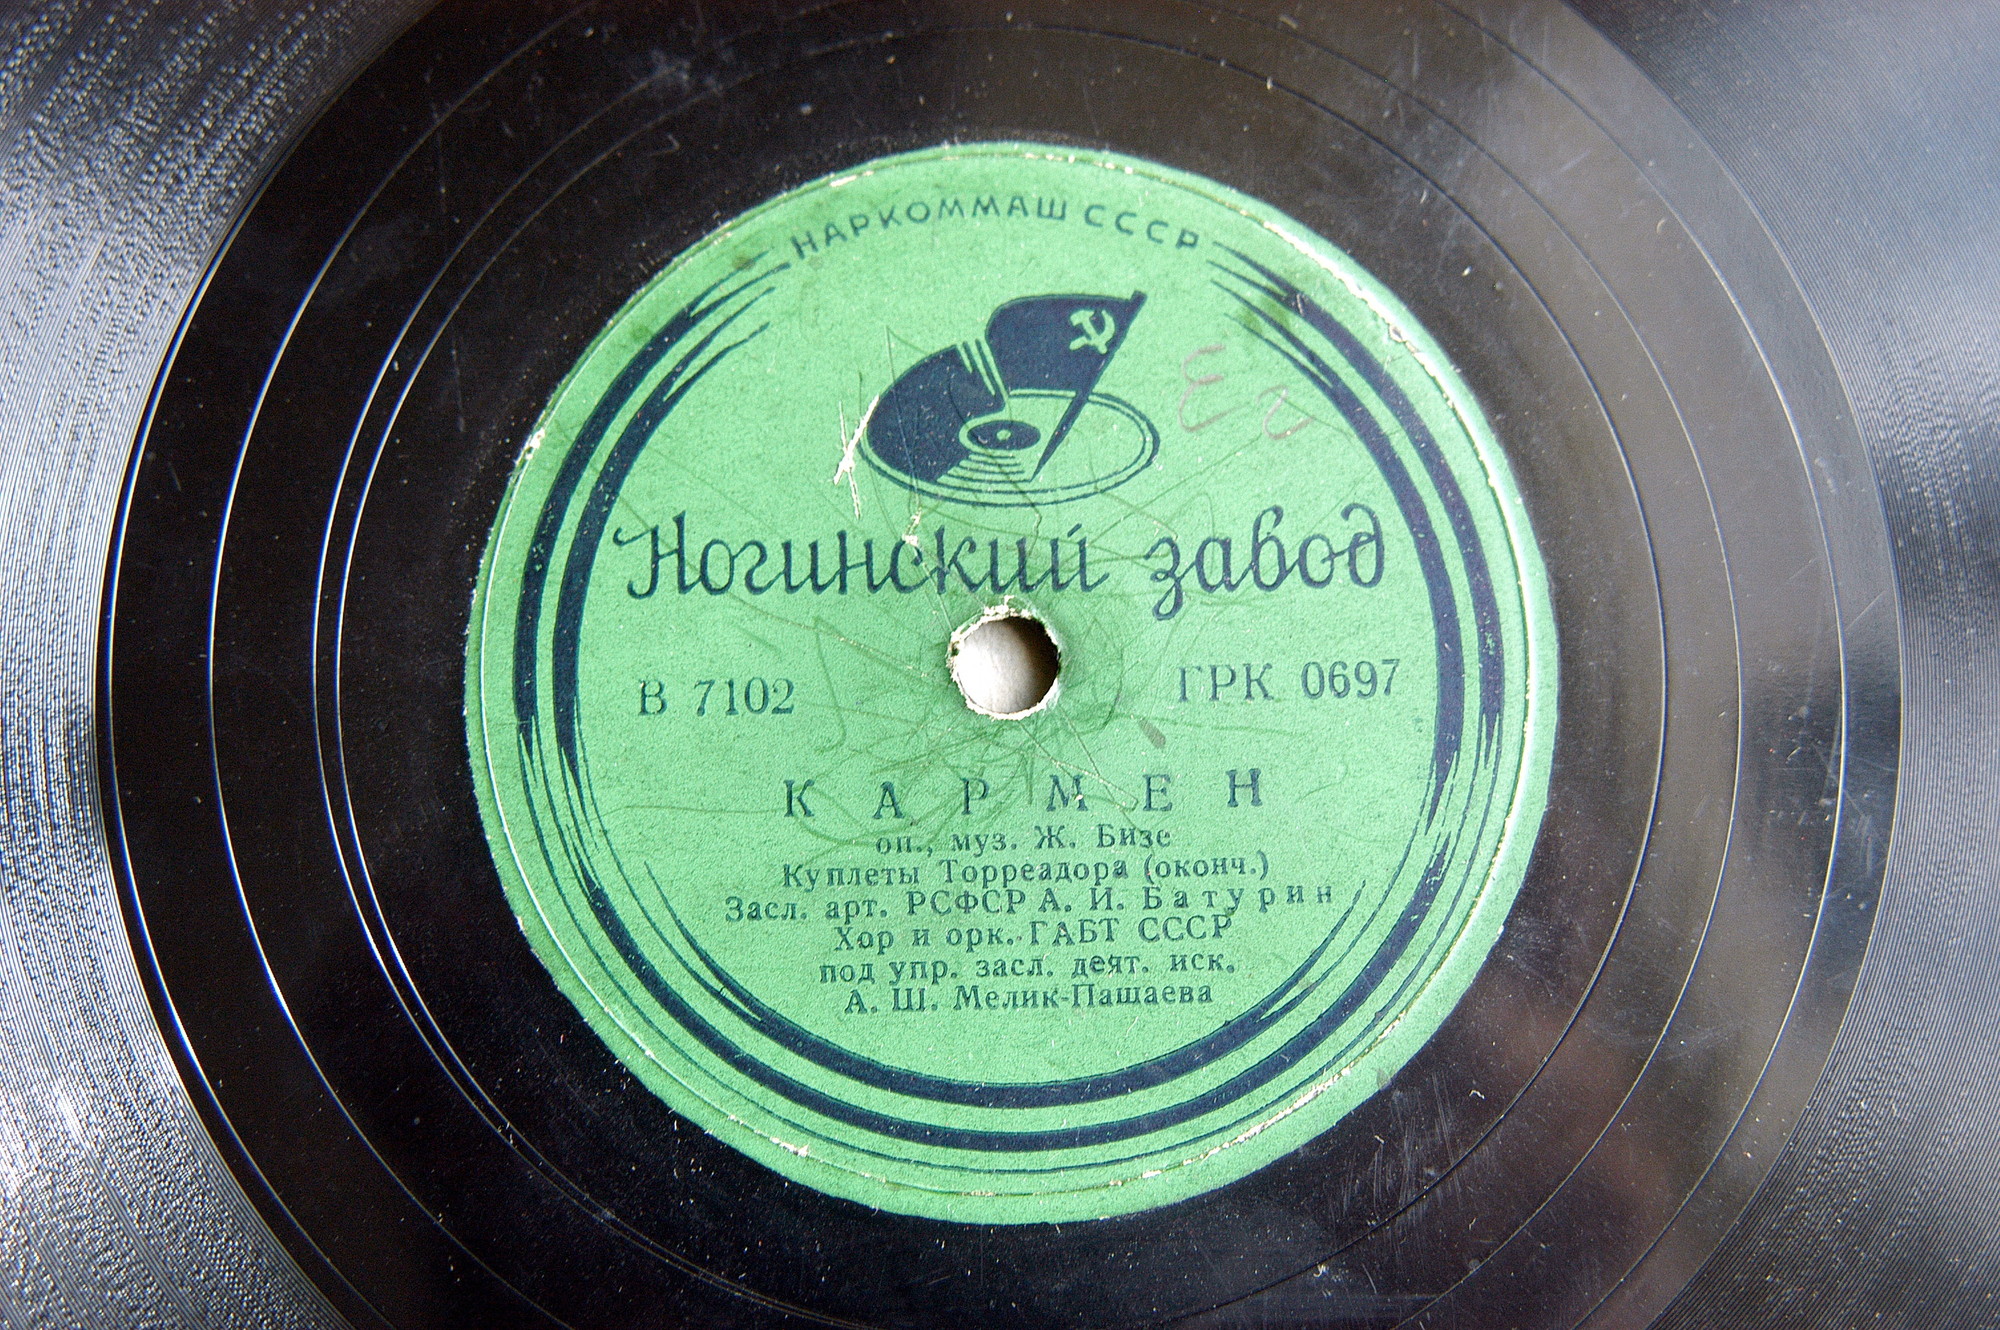 НАРКОММАШ СССР
Ногинский завод
В 7102 ГРК 0697
КАРМЕН
оп., муз. Ж. Бизе
Куплеты Торреадора (оконч.)
Засл. арт. РСФСР А. И. Батурин
Хор и орк. ГАБТ СССР
под упр. засл. деят. иск.
А. Ш. Мелик-Пашаева